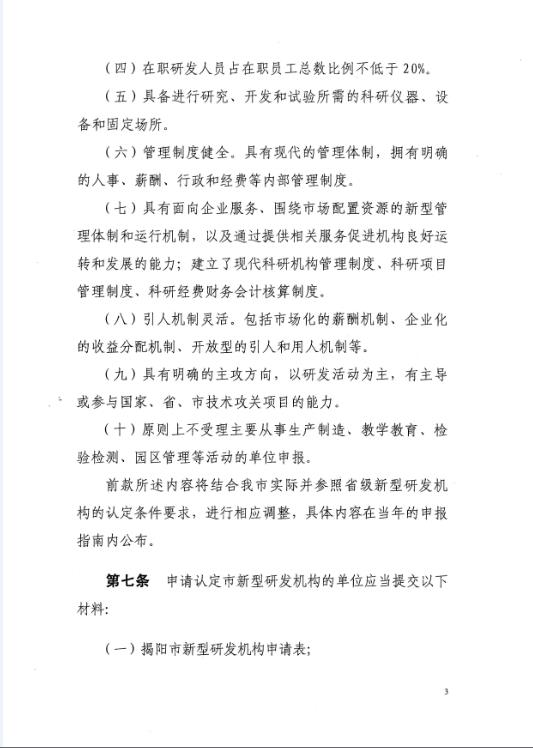 （四）在职研发人员占在职员工总数比例不低于 20%。
（五）具备进行研究、开发和试验所需的科研仪器、设
备和固定场所。
（六）管理制度健全。具有现代的管理体制，拥有明确
的人事、薪酬、行政和经费等内部管理制度。
（七）具有面向企业服务、围绕市场配置资源的新型管
理体制和运行机制，以及通过提供相关服务促进机构良好运
转和发展的能力；建立了现代科研机构管理制度、科研项目
管理制度、科研经费财务会计核算制度。
（八）引人机制灵活。包括市场化的薪酬机制、企业化
的收益分配机制、开放型的引人和用人机制等。
（九）具有明确的主攻方向，以研发活动为主，有主导
或参与国家、省、市技术攻关项目的能力。
（十）原则上不受理主要从事生产制造、教学教育、检
验检测、园区管理等活动的单位申报。
前款所述内容将结合我市实际并参照省级新型研发机
构的认定条件要求，进行相应调整，具体内容在当年的申报
指南内公布。
第七条 申请认定市新型研发机构的单位应当提交以下
材料：
（一）揭阳市新型研发机构申请表；
3